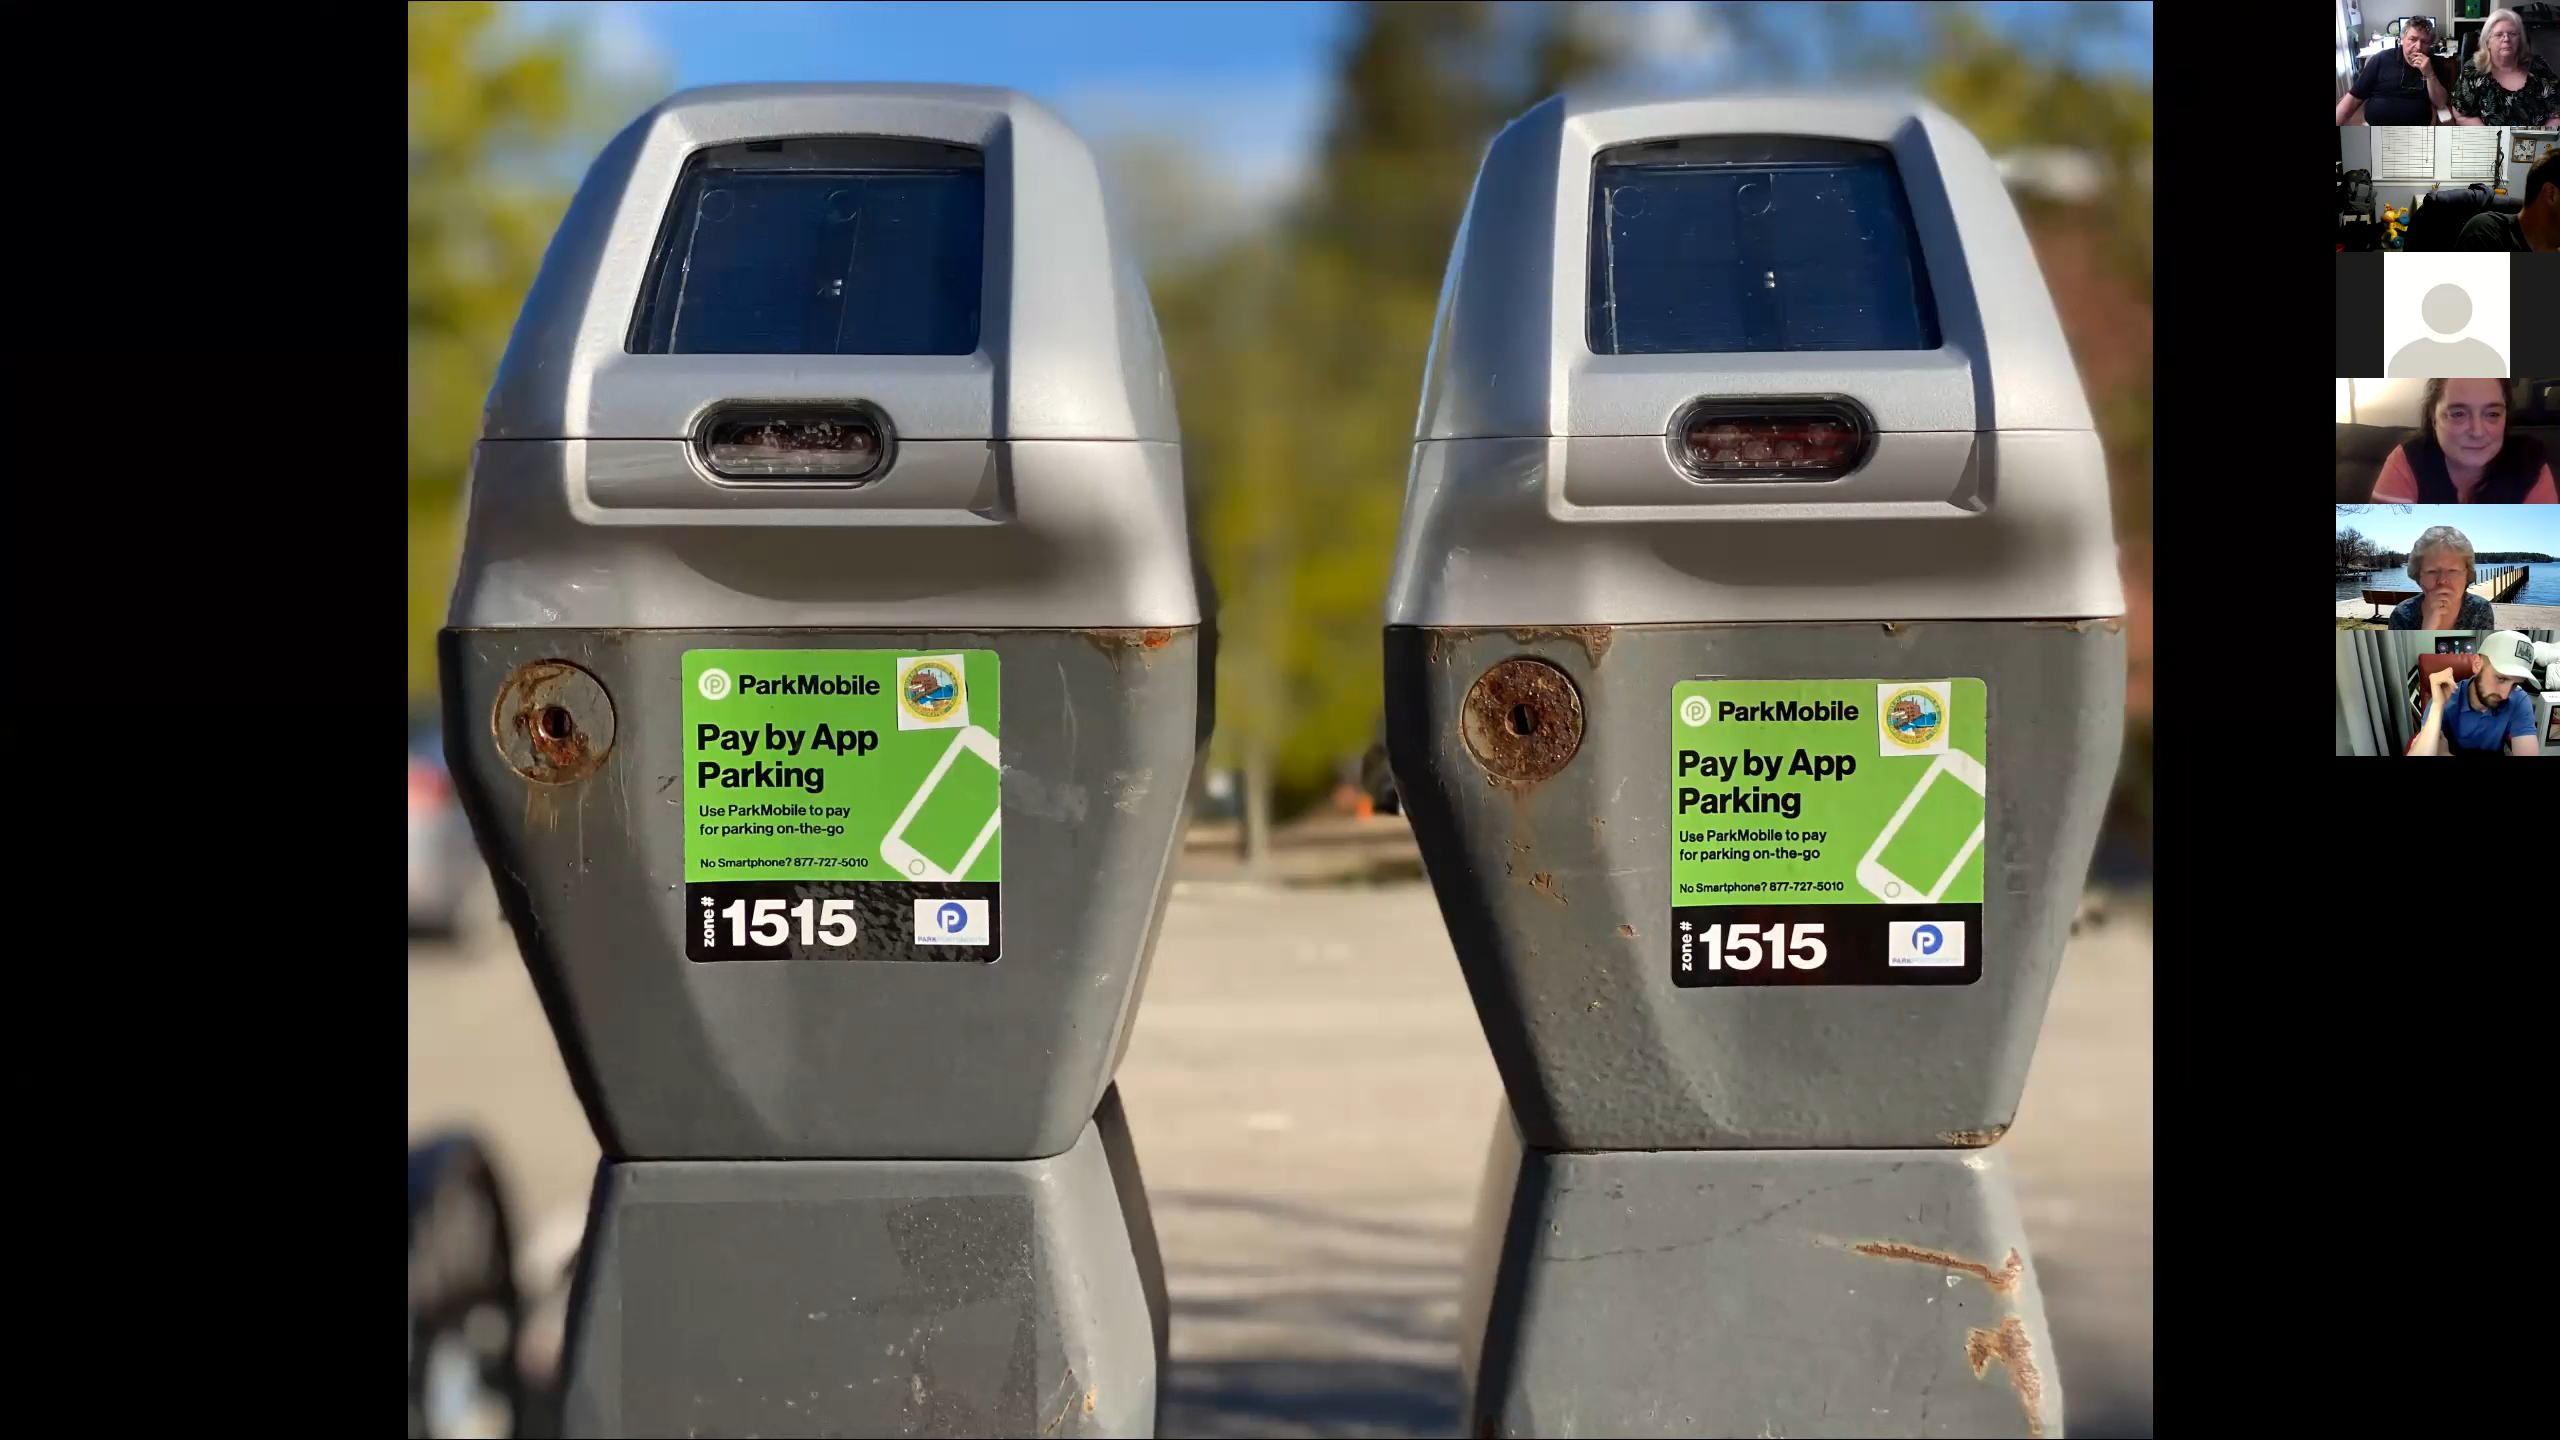 ParkMobile
Pay by App
Parking
Use ParkMobile to pay
for parking on-the-go
No Smartphone? 877-727-5010
zone# 1515
P
PARK
ParkMobile
Pay by App
Parking
Use ParkMobile to pay
for parking on-the-go
No Smartphone? 877-727-5010
zone# 1515
P
PARK